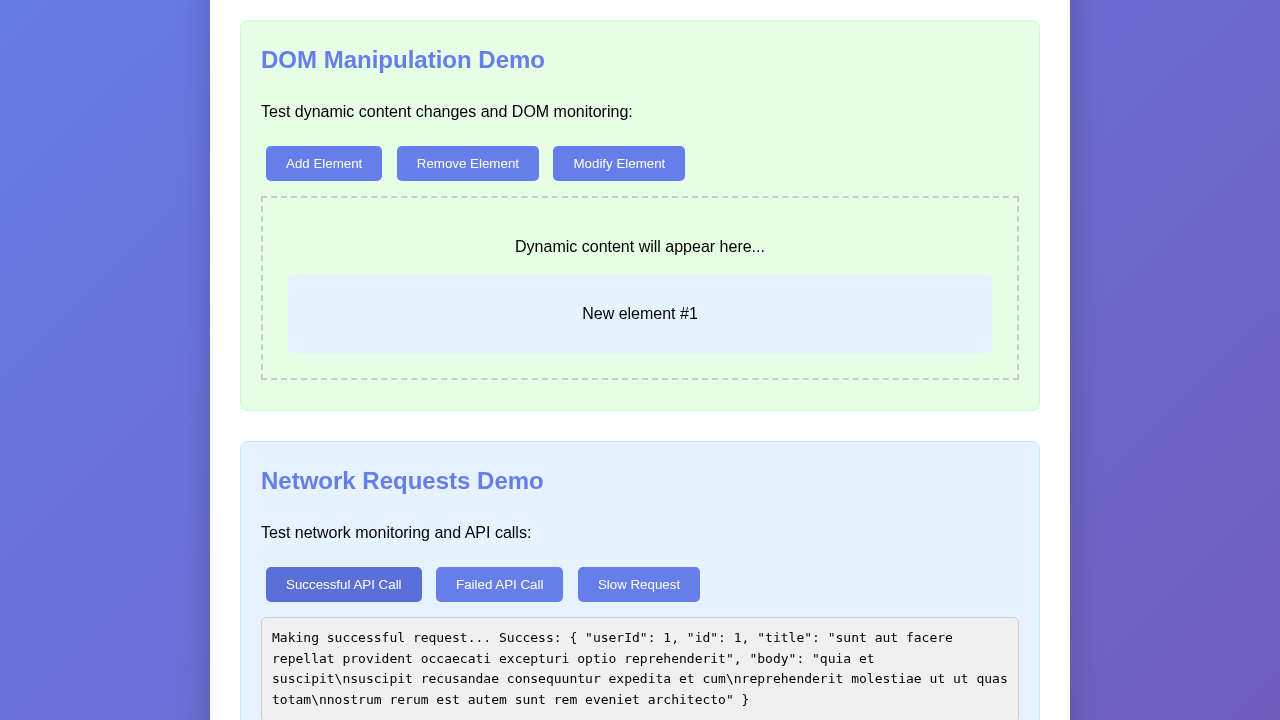 DOM Manipulation Demo
Test dynamic content changes and DOM monitoring:
Add Element
Remove Element
Modify Element
Dynamic content will appear here...
New element #1
Network Requests Demo
Test network monitoring and API calls:
Successful API Call
Failed API Call
Slow Request
Making successful request... Success: { "userId": 1, "id": 1, "title": "sunt aut facere
repellat provident occaecati excepturi optio reprehenderit", "body": "quia et
suscipit\nsuscipit recusandae consequuntur expedita et cum\nreprehenderit molestiae ut ut quas
totam\nnostrum rerum est autem sunt rem eveniet architecto" }